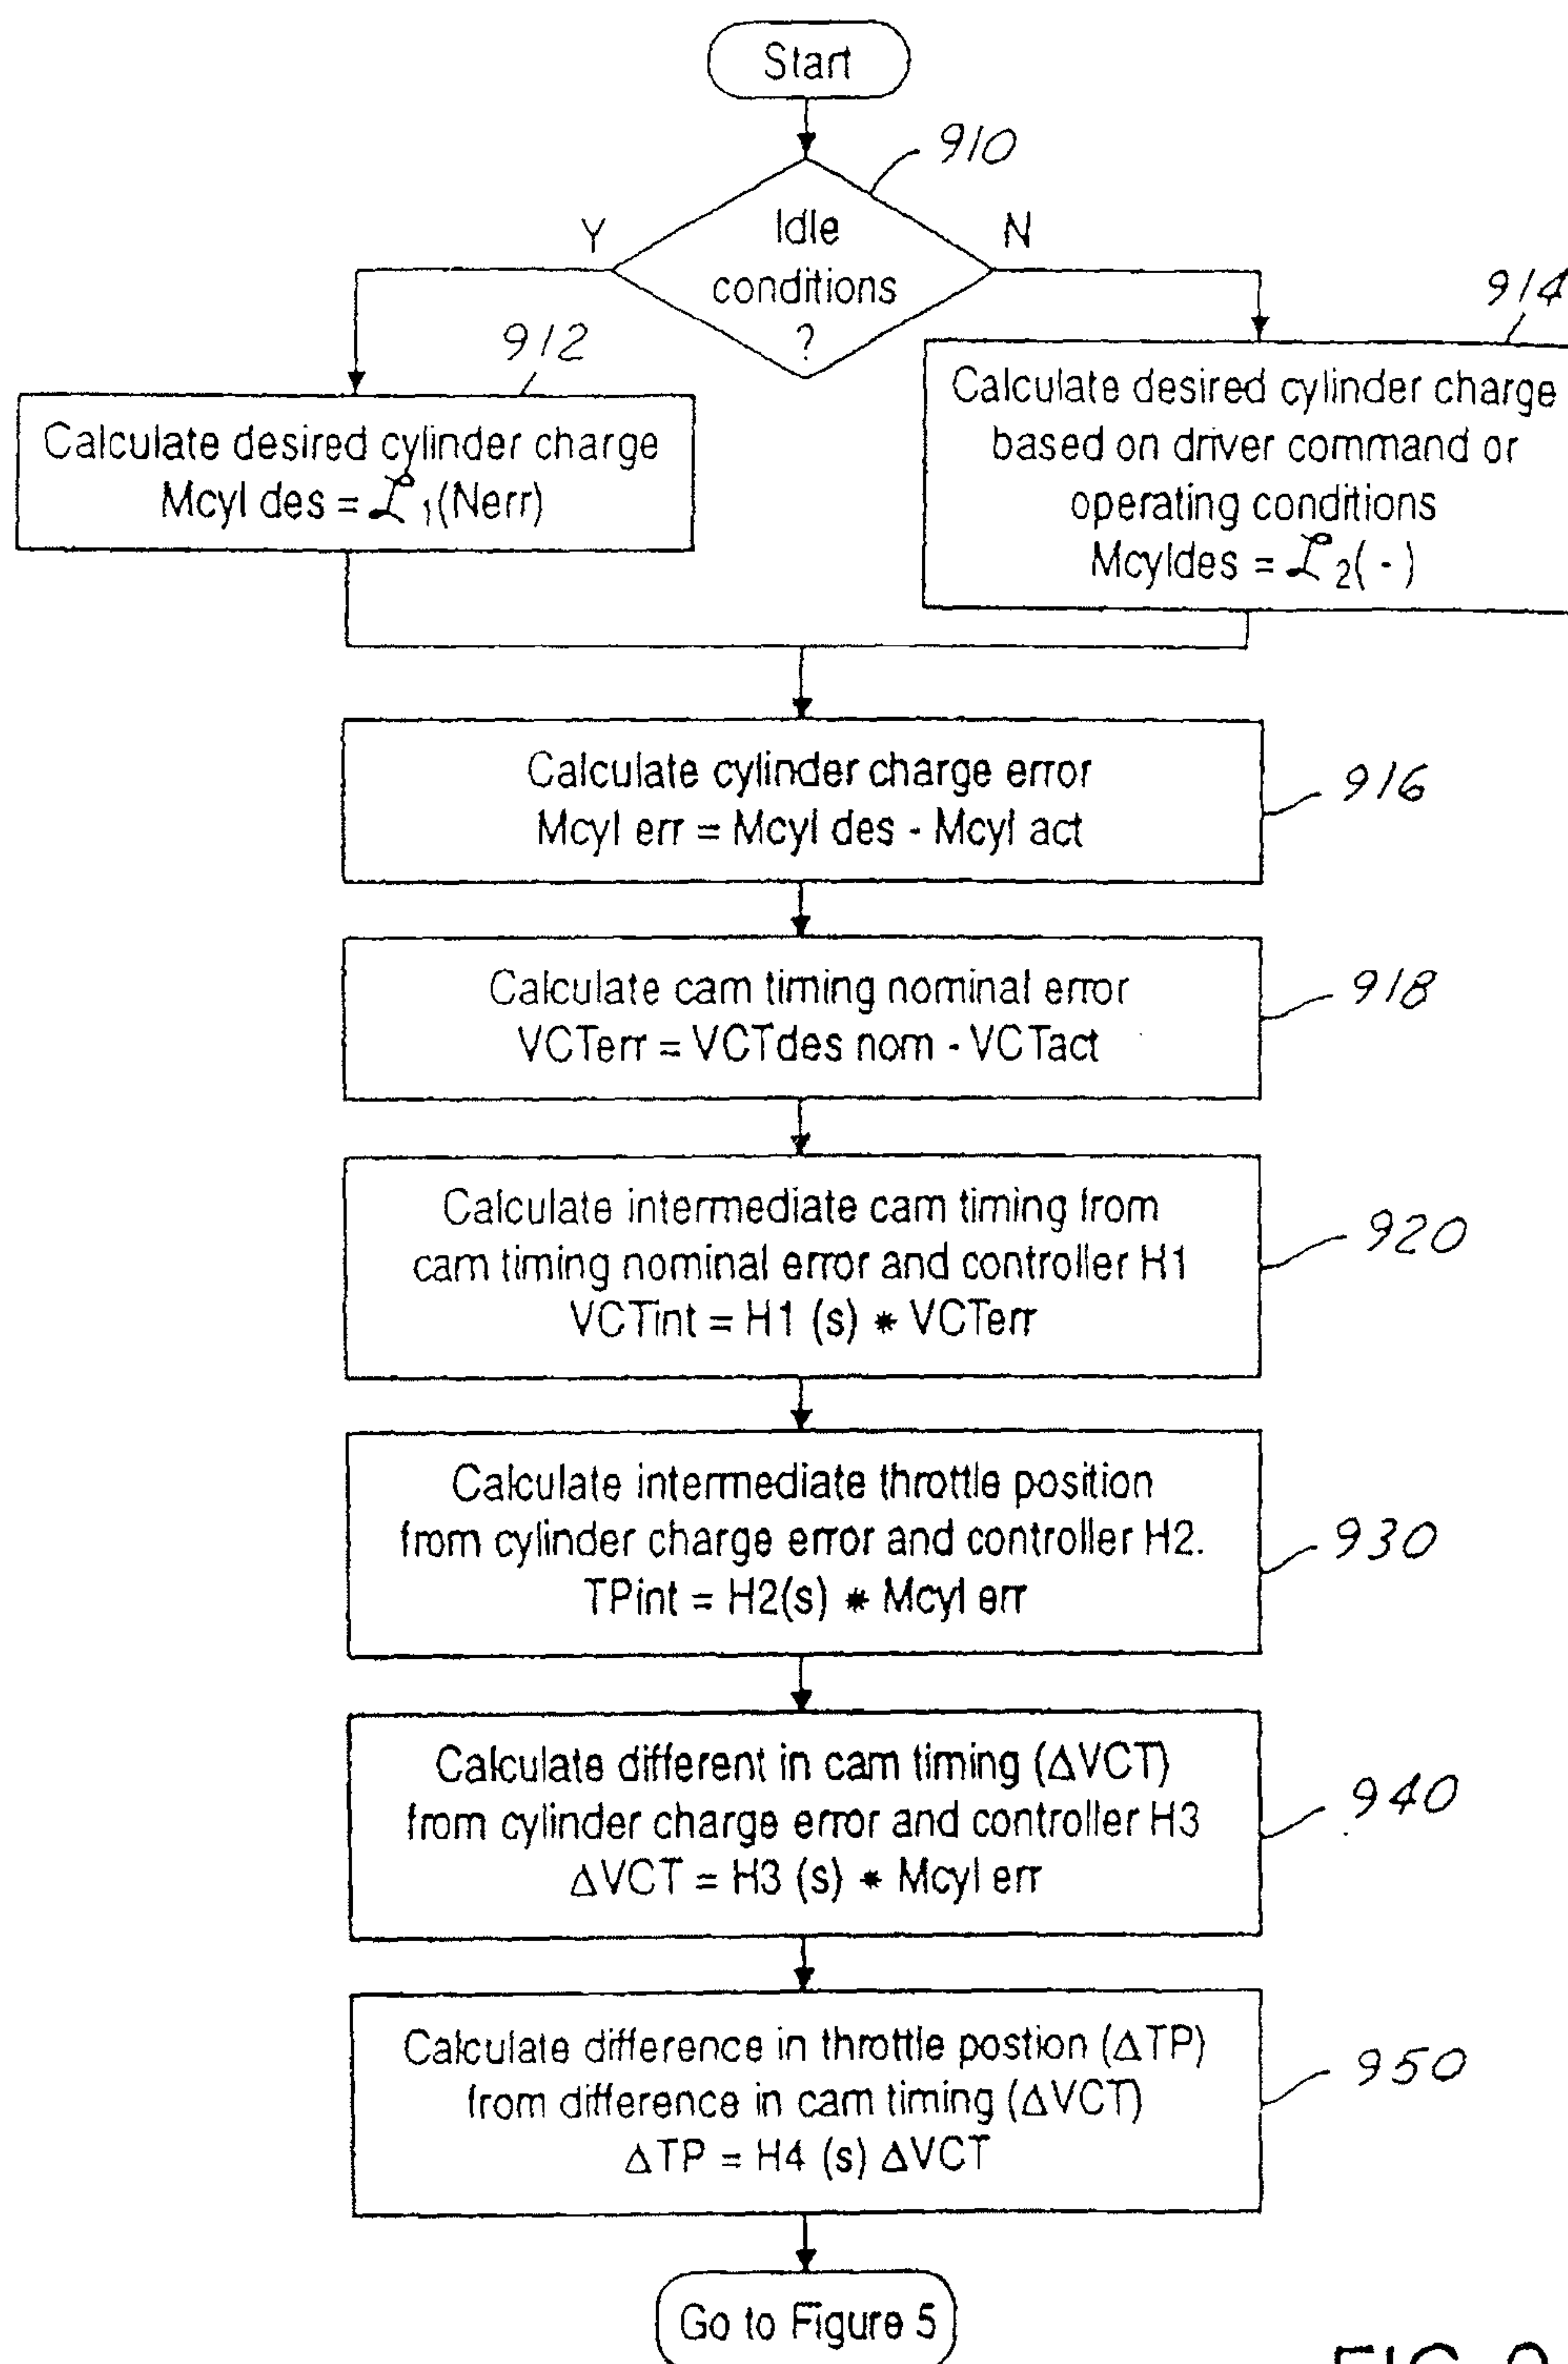 Start
910
Y
Idle
conditions
?
N
912
Calculate desired cylinder charge
Mcyl des = ℒ1(Nerr)
914
Calculate desired cylinder charge
based on driver command or
operating conditions
Mcyldes = ℒ2( - )
Calculate cylinder charge error
Mcyl err = Mcyl des - Mcyl act
916
Calculate cam timing nominal error
VCTerr = VCTdes nom - VCTact
918
Calculate intermediate cam timing from
cam timing nominal error and controller H1
VCTint = H1 (s) * VCTerr
920
Calculate intermediate throttle position
from cylinder charge error and controller H2.
TPint = H2(s) * Mcyl err
930
Calculate different in cam timing (ΔVCT)
from cylinder charge error and controller H3
ΔVCT = H3 (s) * Mcyl err
940
Calculate difference in throttle postion (ΔTP)
from difference in cam timing (ΔVCT)
ΔTP = H4 (s) ΔVCT
950
Go to Figure 5